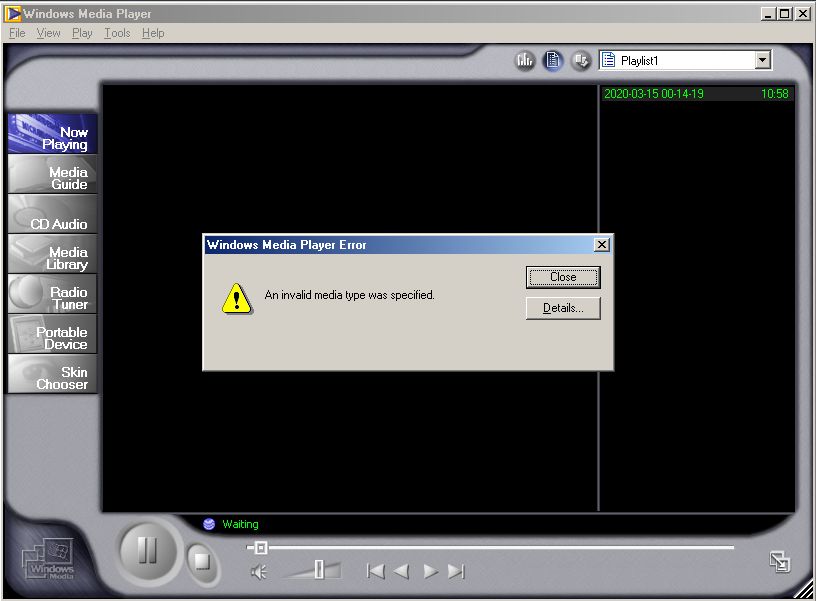 Windows Media Player
File View Play Tools Help
Playlist1
2020-03-15 00-14-19 10:58
Now
Playing
Media
Guide
CD Audio
Media
Library
Radio
Tuner
Portable
Device
Skin
Chooser
Windows Media Player Error
An invalid media type was specified.
Close
Details...
Waiting
Windows
Media